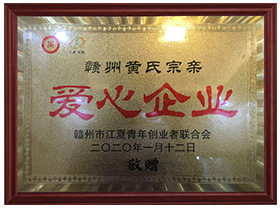 赣州黄氏宗亲
爱心企业
赣州市江夏青年创业者联合会
二〇二〇年一月十二日
敬赠